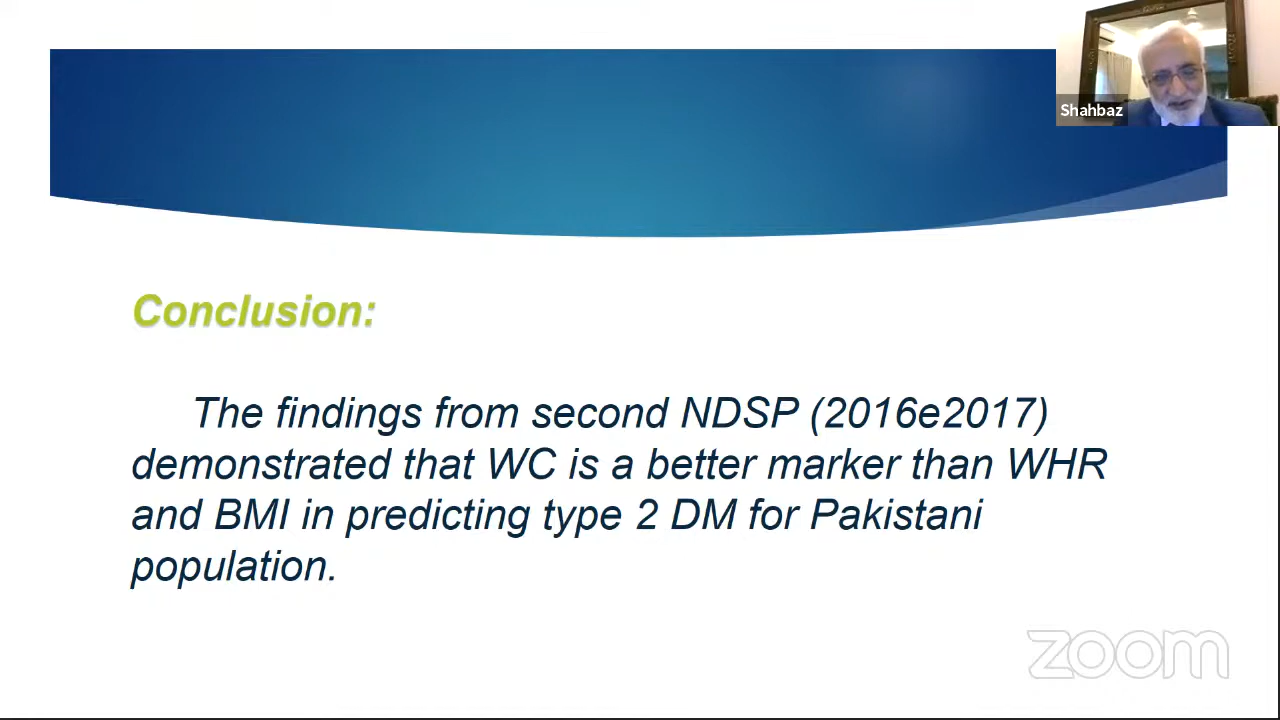 Shahbaz
Conclusion:
The findings from second NDSP (2016e2017)
demonstrated that WC is a better marker than WHR
and BMI in predicting type 2 DM for Pakistani
population.
zoom